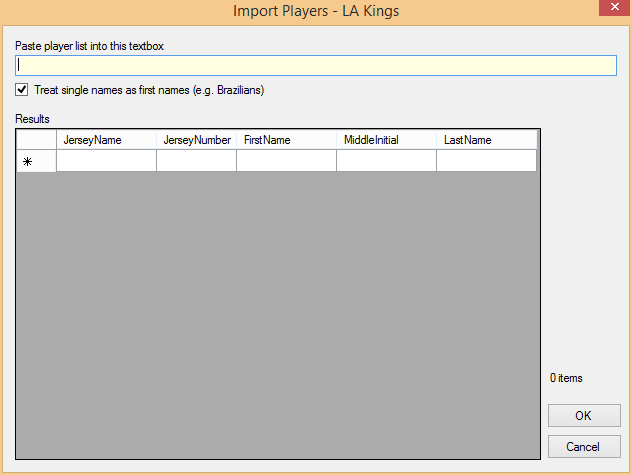 Import Players - LA Kings
Paste player list into this textbox
Treat single names as first names (e.g. Brazilians)
Results
JerseyName JerseyNumber FirstName MiddleInitial LastName
0 items
OK
Cancel